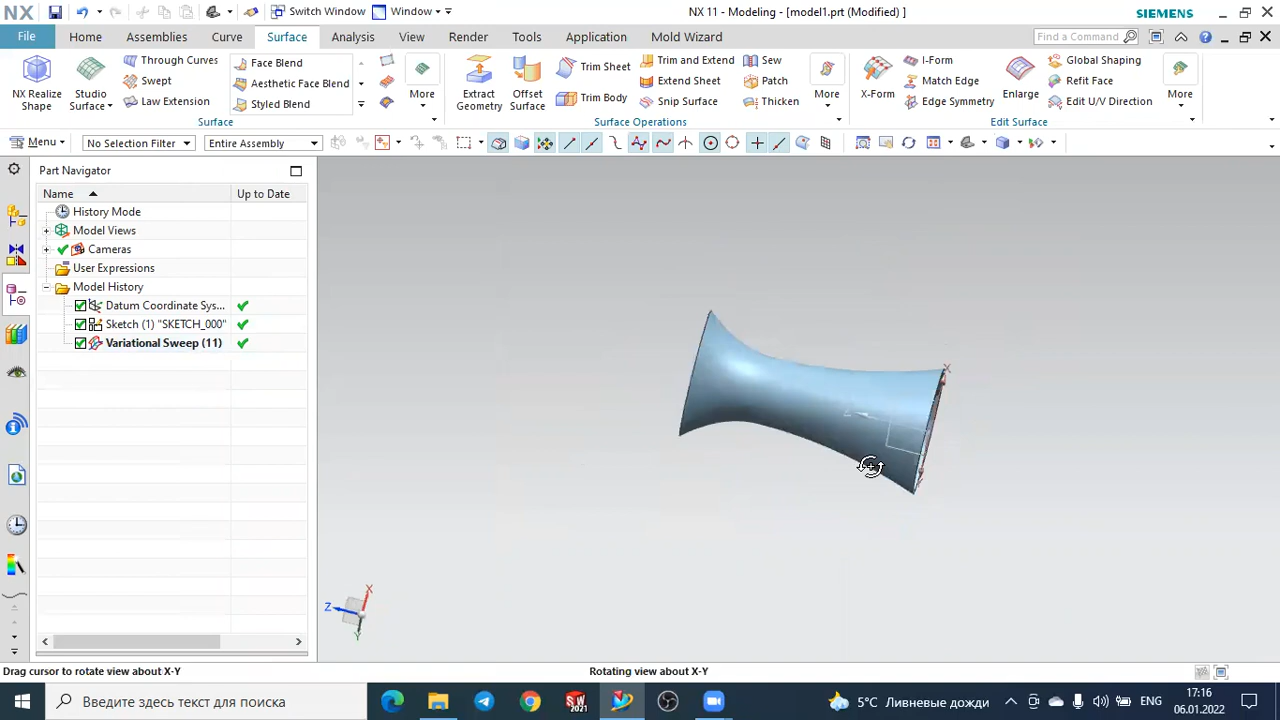 NX Switch Window Window NX 11 - Modeling - [model1.prt (Modified) ] SIEMENS
File Home Assemblies Curve Surface Analysis View Render Tools Application Mold Wizard Find a Command
NX Realize Shape
Studio Surface
Through Curves
Swept
Law Extension
Face Blend
Aesthetic Face Blend
Styled Blend
More
Surface
Extract Geometry
Offset Surface
Trim Sheet
Trim Body
Trim and Extend
Extend Sheet
Snip Surface
Sew
Patch
Thicken
More
Surface Operations
X-Form
I-Form
Match Edge
Edge Symmetry
Enlarge
Global Shaping
Refit Face
Edit U/V Direction
More
Edit Surface
Menu No Selection Filter Entire Assembly
Part Navigator
Name Up to Date
History Mode
Model Views
Cameras
User Expressions
Model History
Datum Coordinate Sys...
Sketch (1) "SKETCH_000"
Variational Sweep (11)
X
Z
X
Z
Y
Drag cursor to rotate view about X-Y Rotating view about X-Y
Введите здесь текст для поиска
SW
2021
5°C Ливневые дожди ENG
17:16
06.01.2022